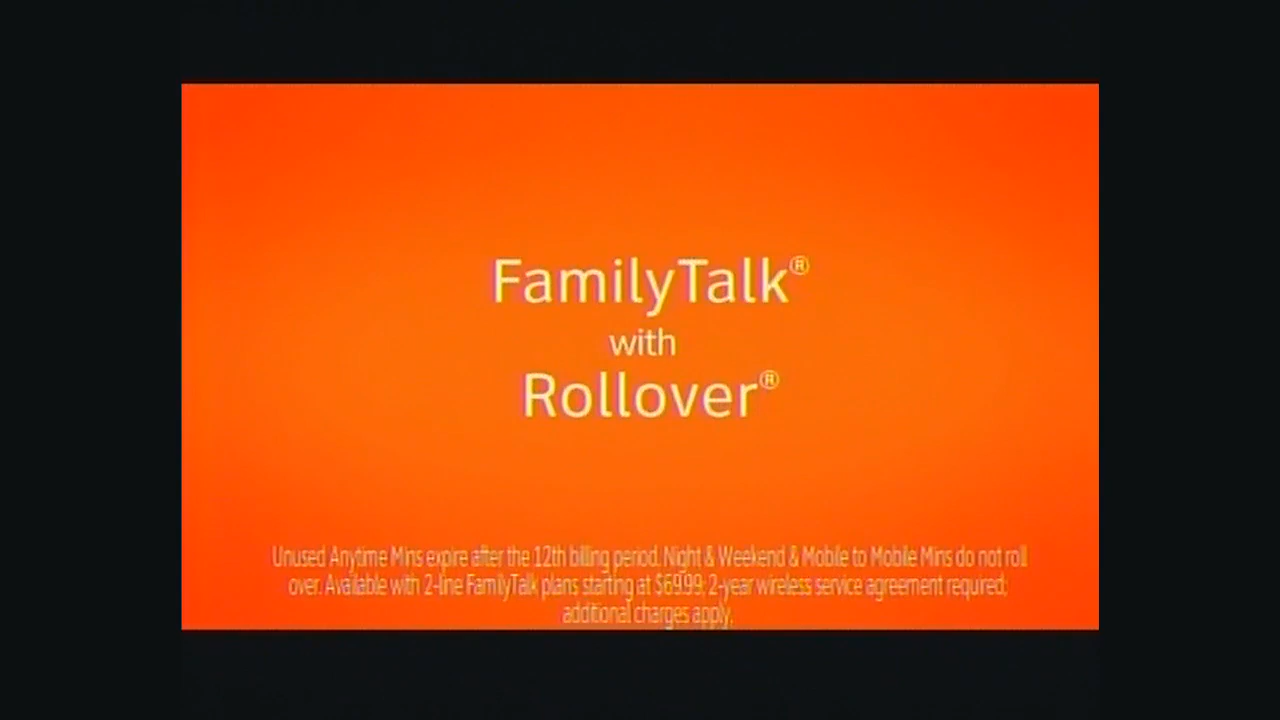 FamilyTalk®
with
Rollover®
Unused Anytime Mins expire after the 12th billing period. Night & Weekend & Mobile to Mobile Mins do not roll
over. Available with 2-line FamilyTalk plans starting at $69.99; 2-year wireless service agreement required;
additional charges apply.